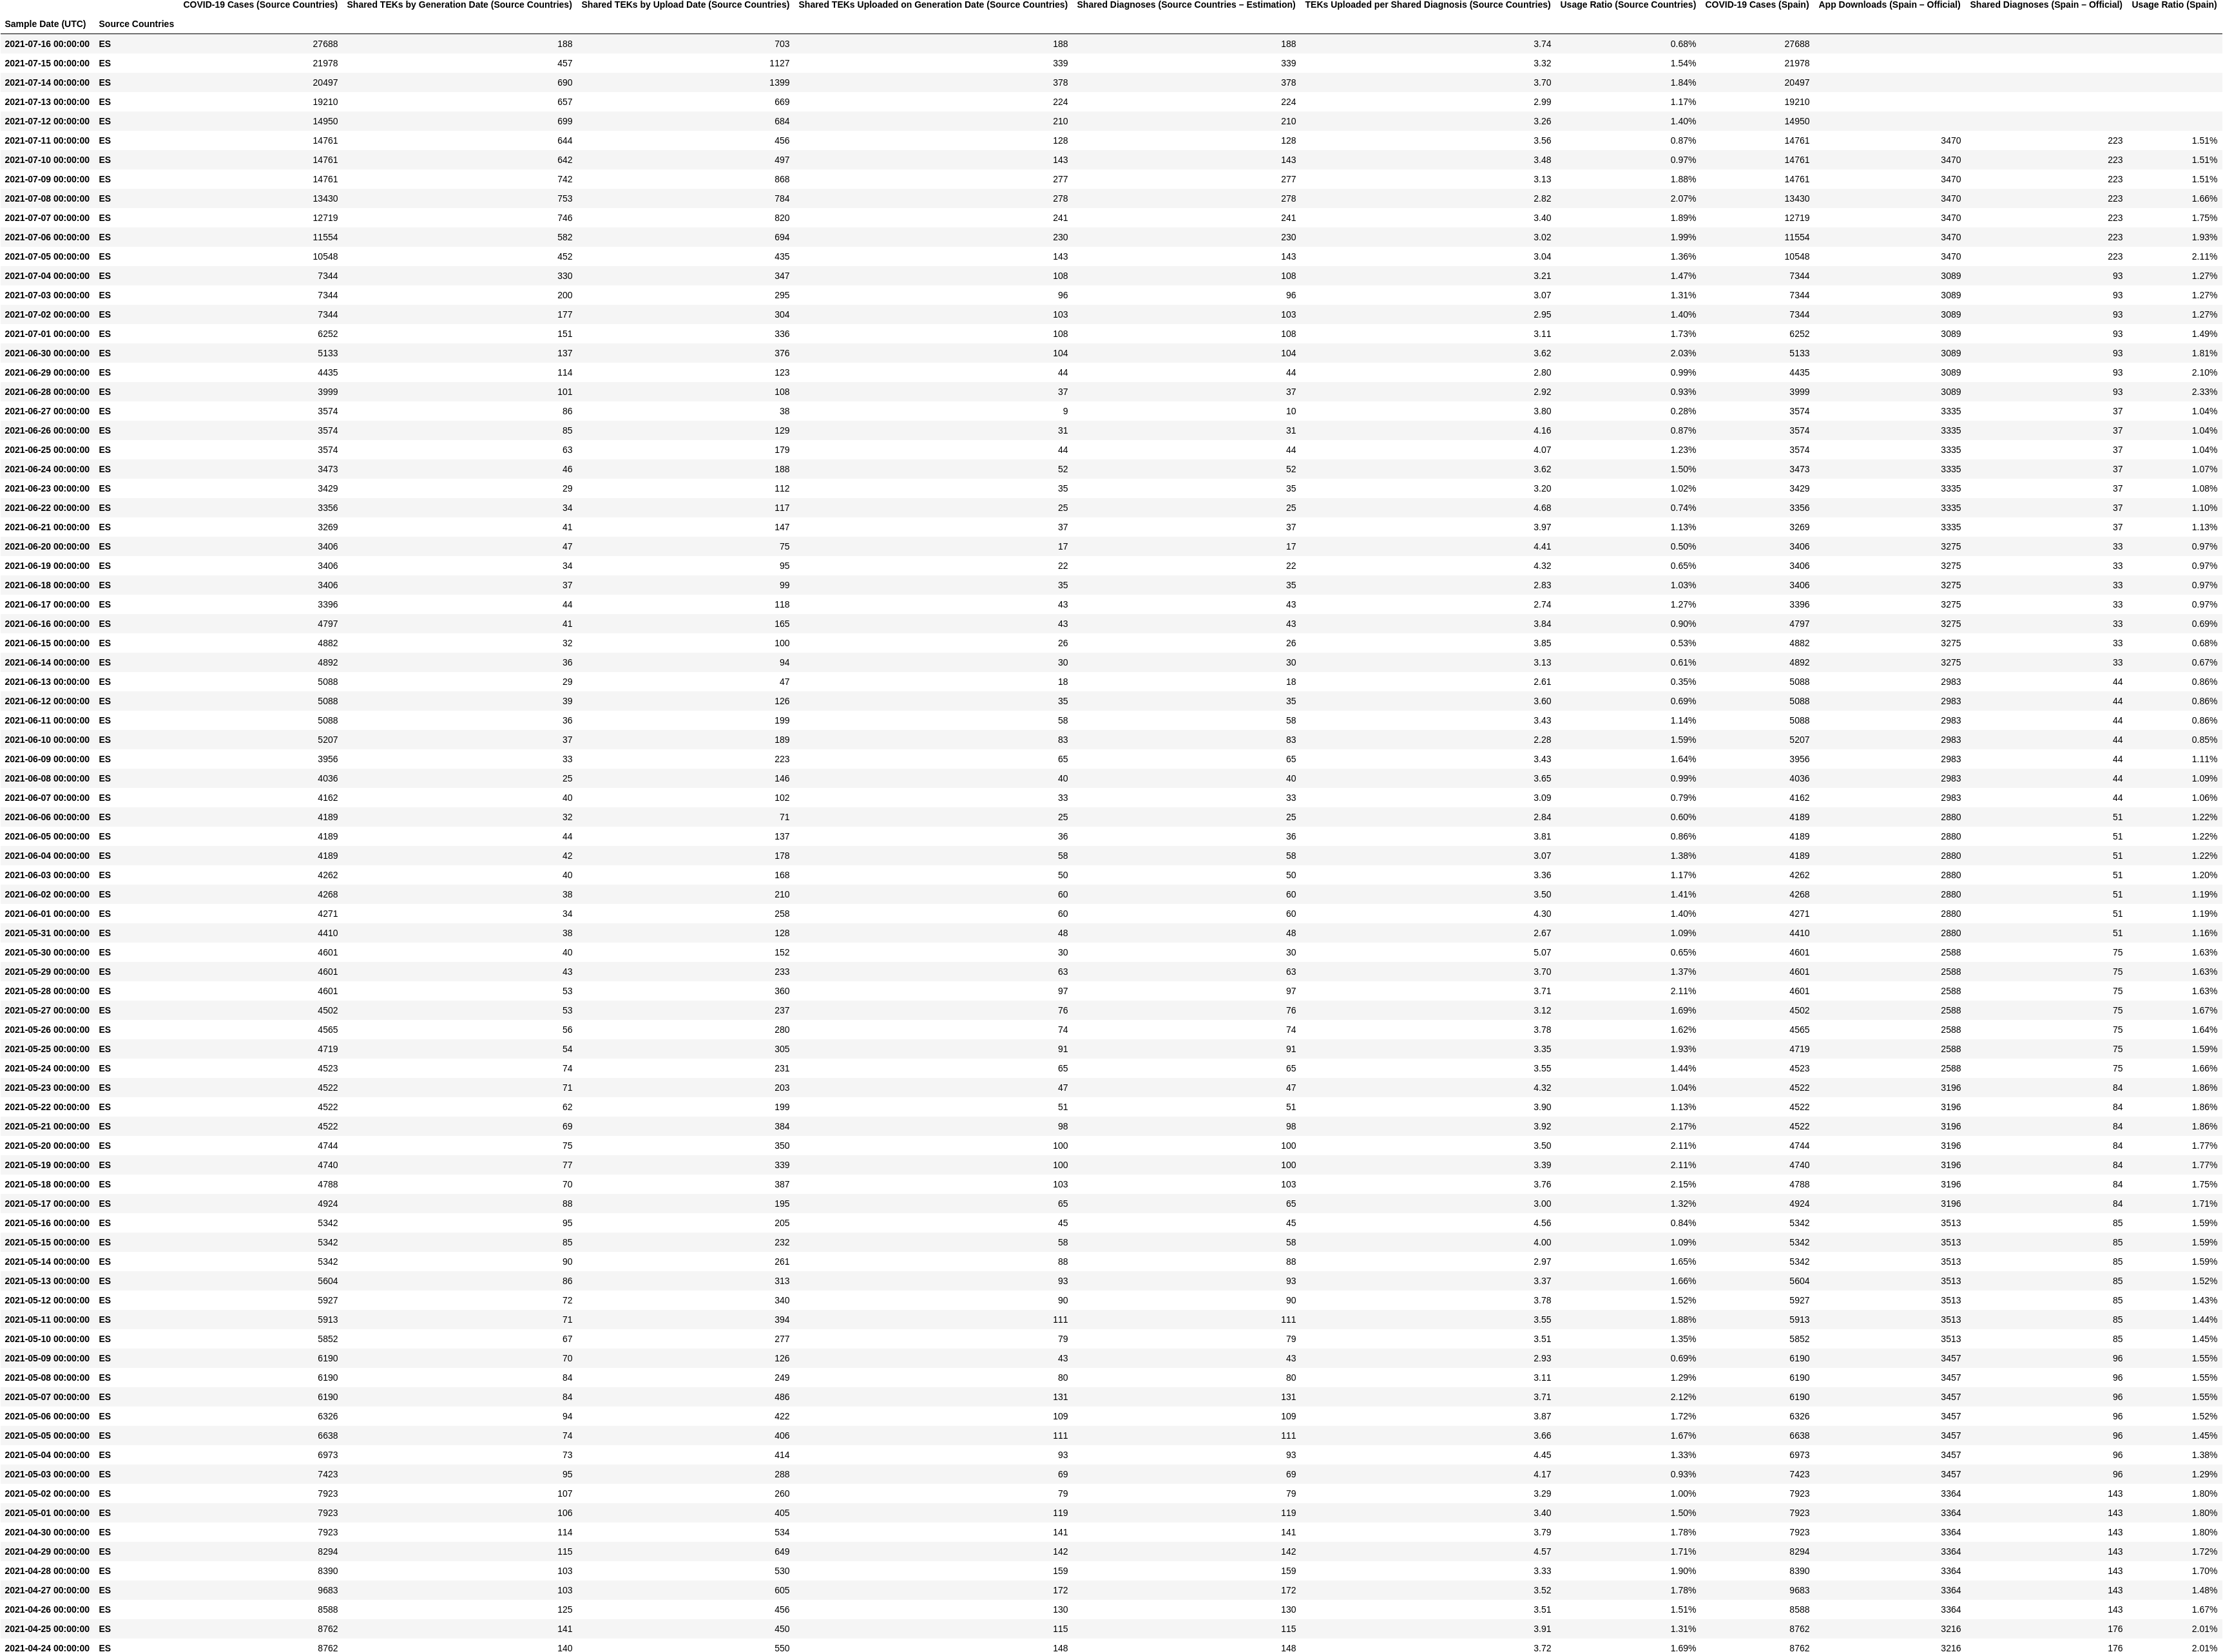 COVID-19 Cases (Source Countries) Shared TEKs by Generation Date (Source Countries) Shared TEKs by Upload Date (Source Countries) Shared TEKs Uploaded on Generation Date (Source Countries) Shared Diagnoses (Source Countries – Estimation) TEKs Uploaded per Shared Diagnosis (Source Countries) Usage Ratio (Source Countries) COVID-19 Cases (Spain) App Downloads (Spain – Official) Shared Diagnoses (Spain – Official) Usage Ratio (Spain)
Sample Date (UTC) Source Countries
2021-07-16 00:00:00 ES 27688 188 703 188 188 3.74 0.68% 27688
2021-07-15 00:00:00 ES 21978 457 1127 339 339 3.32 1.54% 21978
2021-07-14 00:00:00 ES 20497 690 1399 378 378 3.70 1.84% 20497
2021-07-13 00:00:00 ES 19210 657 669 224 224 2.99 1.17% 19210
2021-07-12 00:00:00 ES 14950 699 684 210 210 3.26 1.40% 14950
2021-07-11 00:00:00 ES 14761 644 456 128 128 3.56 0.87% 14761 3470 223 1.51%
2021-07-10 00:00:00 ES 14761 642 497 143 143 3.48 0.97% 14761 3470 223 1.51%
2021-07-09 00:00:00 ES 14761 742 868 277 277 3.13 1.88% 14761 3470 223 1.51%
2021-07-08 00:00:00 ES 13430 753 784 278 278 2.82 2.07% 13430 3470 223 1.66%
2021-07-07 00:00:00 ES 12719 746 820 241 241 3.40 1.89% 12719 3470 223 1.75%
2021-07-06 00:00:00 ES 11554 582 694 230 230 3.02 1.99% 11554 3470 223 1.93%
2021-07-05 00:00:00 ES 10548 452 435 143 143 3.04 1.36% 10548 3470 223 2.11%
2021-07-04 00:00:00 ES 7344 330 347 108 108 3.21 1.47% 7344 3089 93 1.27%
2021-07-03 00:00:00 ES 7344 200 295 96 96 3.07 1.31% 7344 3089 93 1.27%
2021-07-02 00:00:00 ES 7344 177 304 103 103 2.95 1.40% 7344 3089 93 1.27%
2021-07-01 00:00:00 ES 6252 151 336 108 108 3.11 1.73% 6252 3089 93 1.49%
2021-06-30 00:00:00 ES 5133 137 376 104 104 3.62 2.03% 5133 3089 93 1.81%
2021-06-29 00:00:00 ES 4435 114 123 44 44 2.80 0.99% 4435 3089 93 2.10%
2021-06-28 00:00:00 ES 3999 101 108 37 37 2.92 0.93% 3999 3089 93 2.33%
2021-06-27 00:00:00 ES 3574 86 38 9 10 3.80 0.28% 3574 3335 37 1.04%
2021-06-26 00:00:00 ES 3574 85 129 31 31 4.16 0.87% 3574 3335 37 1.04%
2021-06-25 00:00:00 ES 3574 63 179 44 44 4.07 1.23% 3574 3335 37 1.04%
2021-06-24 00:00:00 ES 3473 46 188 52 52 3.62 1.50% 3473 3335 37 1.07%
2021-06-23 00:00:00 ES 3429 29 112 35 35 3.20 1.02% 3429 3335 37 1.08%
2021-06-22 00:00:00 ES 3356 34 117 25 25 4.68 0.74% 3356 3335 37 1.10%
2021-06-21 00:00:00 ES 3269 41 147 37 37 3.97 1.13% 3269 3335 37 1.13%
2021-06-20 00:00:00 ES 3406 47 75 17 17 4.41 0.50% 3406 3275 33 0.97%
2021-06-19 00:00:00 ES 3406 34 95 22 22 4.32 0.65% 3406 3275 33 0.97%
2021-06-18 00:00:00 ES 3406 37 99 35 35 2.83 1.03% 3406 3275 33 0.97%
2021-06-17 00:00:00 ES 3396 44 118 43 43 2.74 1.27% 3396 3275 33 0.97%
2021-06-16 00:00:00 ES 4797 41 165 43 43 3.84 0.90% 4797 3275 33 0.69%
2021-06-15 00:00:00 ES 4882 32 100 26 26 3.85 0.53% 4882 3275 33 0.68%
2021-06-14 00:00:00 ES 4892 36 94 30 30 3.13 0.61% 4892 3275 33 0.67%
2021-06-13 00:00:00 ES 5088 29 47 18 18 2.61 0.35% 5088 2983 44 0.86%
2021-06-12 00:00:00 ES 5088 39 126 35 35 3.60 0.69% 5088 2983 44 0.86%
2021-06-11 00:00:00 ES 5088 36 199 58 58 3.43 1.14% 5088 2983 44 0.86%
2021-06-10 00:00:00 ES 5207 37 189 83 83 2.28 1.59% 5207 2983 44 0.85%
2021-06-09 00:00:00 ES 3956 33 223 65 65 3.43 1.64% 3956 2983 44 1.11%
2021-06-08 00:00:00 ES 4036 25 146 40 40 3.65 0.99% 4036 2983 44 1.09%
2021-06-07 00:00:00 ES 4162 40 102 33 33 3.09 0.79% 4162 2983 44 1.06%
2021-06-06 00:00:00 ES 4189 32 71 25 25 2.84 0.60% 4189 2880 51 1.22%
2021-06-05 00:00:00 ES 4189 44 137 36 36 3.81 0.86% 4189 2880 51 1.22%
2021-06-04 00:00:00 ES 4189 42 178 58 58 3.07 1.38% 4189 2880 51 1.22%
2021-06-03 00:00:00 ES 4262 40 168 50 50 3.36 1.17% 4262 2880 51 1.20%
2021-06-02 00:00:00 ES 4268 38 210 60 60 3.50 1.41% 4268 2880 51 1.19%
2021-06-01 00:00:00 ES 4271 34 258 60 60 4.30 1.40% 4271 2880 51 1.19%
2021-05-31 00:00:00 ES 4410 38 128 48 48 2.67 1.09% 4410 2880 51 1.16%
2021-05-30 00:00:00 ES 4601 40 152 30 30 5.07 0.65% 4601 2588 75 1.63%
2021-05-29 00:00:00 ES 4601 43 233 63 63 3.70 1.37% 4601 2588 75 1.63%
2021-05-28 00:00:00 ES 4601 53 360 97 97 3.71 2.11% 4601 2588 75 1.63%
2021-05-27 00:00:00 ES 4502 53 237 76 76 3.12 1.69% 4502 2588 75 1.67%
2021-05-26 00:00:00 ES 4565 56 280 74 74 3.78 1.62% 4565 2588 75 1.64%
2021-05-25 00:00:00 ES 4719 54 305 91 91 3.35 1.93% 4719 2588 75 1.59%
2021-05-24 00:00:00 ES 4523 74 231 65 65 3.55 1.44% 4523 2588 75 1.66%
2021-05-23 00:00:00 ES 4522 71 203 47 47 4.32 1.04% 4522 3196 84 1.86%
2021-05-22 00:00:00 ES 4522 62 199 51 51 3.90 1.13% 4522 3196 84 1.86%
2021-05-21 00:00:00 ES 4522 69 384 98 98 3.92 2.17% 4522 3196 84 1.86%
2021-05-20 00:00:00 ES 4744 75 350 100 100 3.50 2.11% 4744 3196 84 1.77%
2021-05-19 00:00:00 ES 4740 77 339 100 100 3.39 2.11% 4740 3196 84 1.77%
2021-05-18 00:00:00 ES 4788 70 387 103 103 3.76 2.15% 4788 3196 84 1.75%
2021-05-17 00:00:00 ES 4924 88 195 65 65 3.00 1.32% 4924 3196 84 1.71%
2021-05-16 00:00:00 ES 5342 95 205 45 45 4.56 0.84% 5342 3513 85 1.59%
2021-05-15 00:00:00 ES 5342 85 232 58 58 4.00 1.09% 5342 3513 85 1.59%
2021-05-14 00:00:00 ES 5342 90 261 88 88 2.97 1.65% 5342 3513 85 1.59%
2021-05-13 00:00:00 ES 5604 86 313 93 93 3.37 1.66% 5604 3513 85 1.52%
2021-05-12 00:00:00 ES 5927 72 340 90 90 3.78 1.52% 5927 3513 85 1.43%
2021-05-11 00:00:00 ES 5913 71 394 111 111 3.55 1.88% 5913 3513 85 1.44%
2021-05-10 00:00:00 ES 5852 67 277 79 79 3.51 1.35% 5852 3513 85 1.45%
2021-05-09 00:00:00 ES 6190 70 126 43 43 2.93 0.69% 6190 3457 96 1.55%
2021-05-08 00:00:00 ES 6190 84 249 80 80 3.11 1.29% 6190 3457 96 1.55%
2021-05-07 00:00:00 ES 6190 84 486 131 131 3.71 2.12% 6190 3457 96 1.55%
2021-05-06 00:00:00 ES 6326 94 422 109 109 3.87 1.72% 6326 3457 96 1.52%
2021-05-05 00:00:00 ES 6638 74 406 111 111 3.66 1.67% 6638 3457 96 1.45%
2021-05-04 00:00:00 ES 6973 73 414 93 93 4.45 1.33% 6973 3457 96 1.38%
2021-05-03 00:00:00 ES 7423 95 288 69 69 4.17 0.93% 7423 3457 96 1.29%
2021-05-02 00:00:00 ES 7923 107 260 79 79 3.29 1.00% 7923 3364 143 1.80%
2021-05-01 00:00:00 ES 7923 106 405 119 119 3.40 1.50% 7923 3364 143 1.80%
2021-04-30 00:00:00 ES 7923 114 534 141 141 3.79 1.78% 7923 3364 143 1.80%
2021-04-29 00:00:00 ES 8294 115 649 142 142 4.57 1.71% 8294 3364 143 1.72%
2021-04-28 00:00:00 ES 8390 103 530 159 159 3.33 1.90% 8390 3364 143 1.70%
2021-04-27 00:00:00 ES 9683 103 605 172 172 3.52 1.78% 9683 3364 143 1.48%
2021-04-26 00:00:00 ES 8588 125 456 130 130 3.51 1.51% 8588 3364 143 1.67%
2021-04-25 00:00:00 ES 8762 141 450 115 115 3.91 1.31% 8762 3216 176 2.01%
2021-04-24 00:00:00 ES 8762 140 550 148 148 3.72 1.69% 8762 3216 176 2.01%